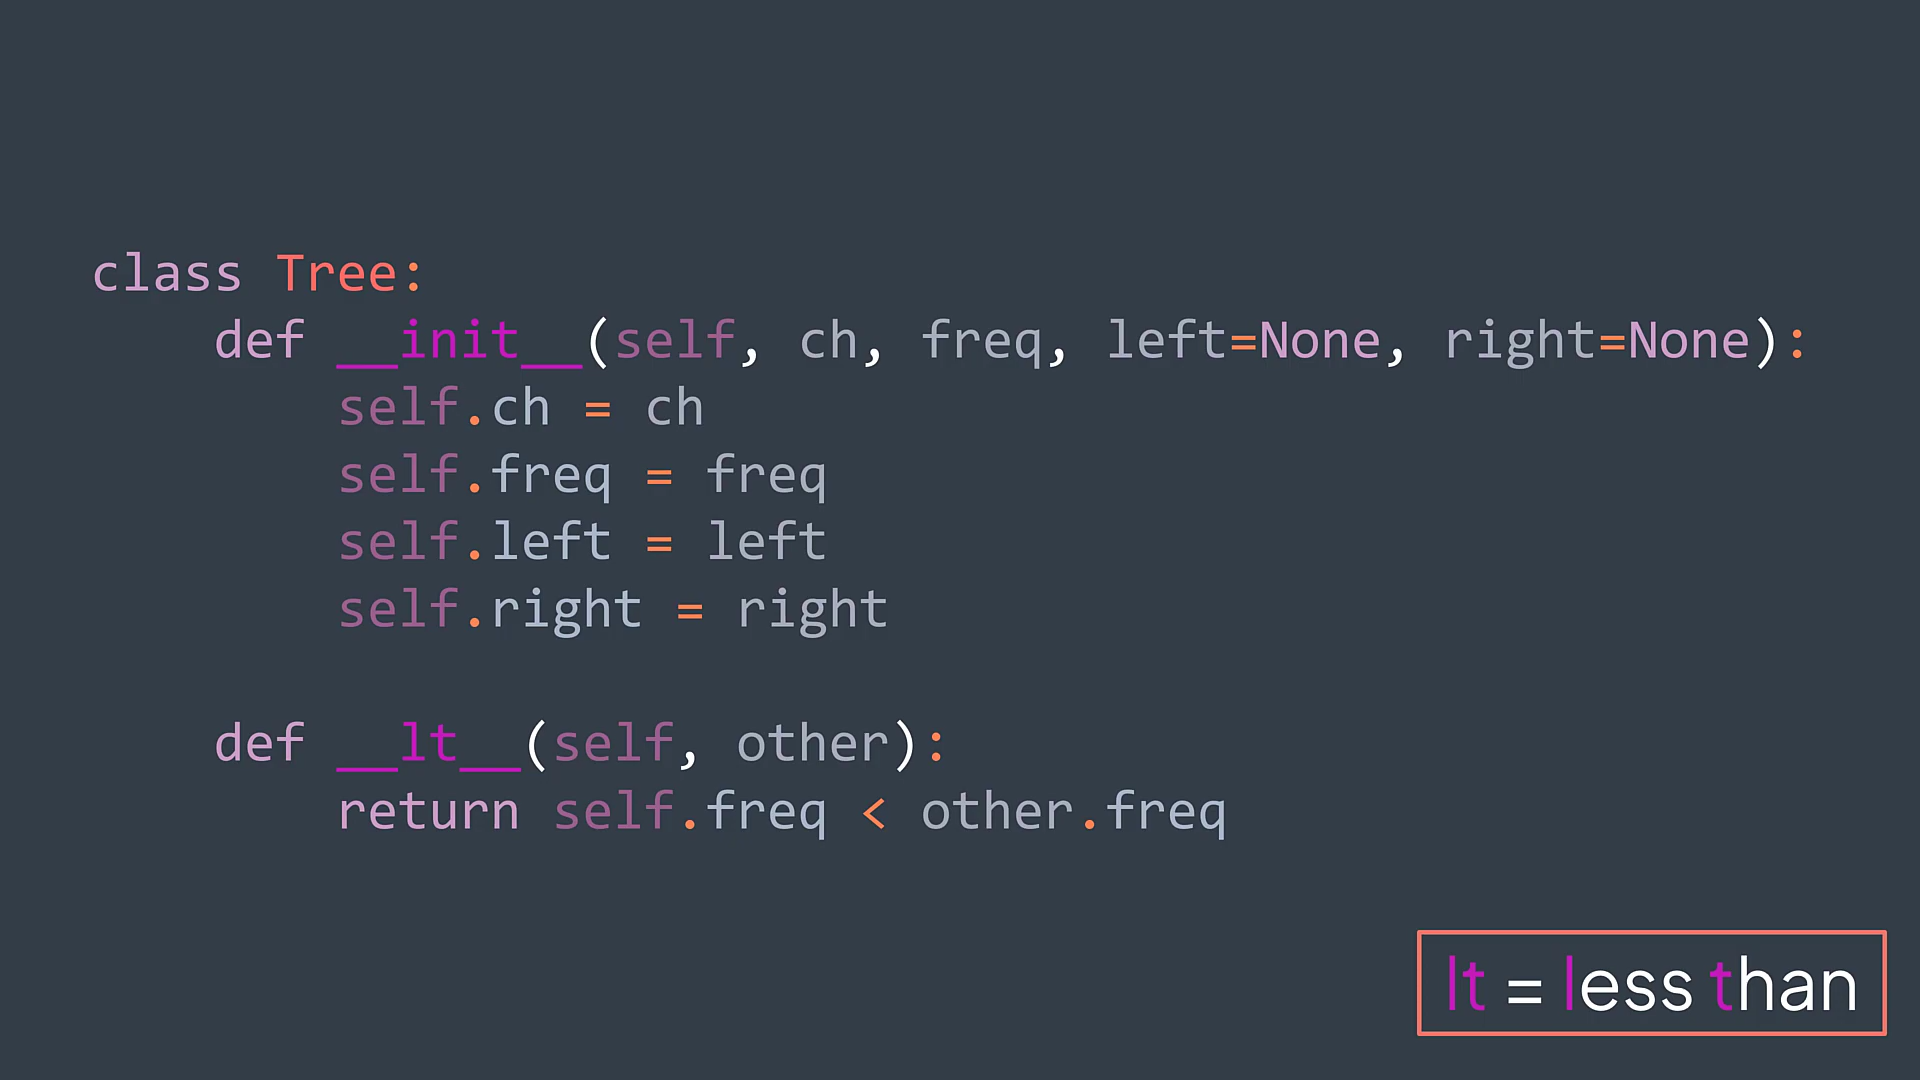 class Tree:
    def __init__(self, ch, freq, left=None, right=None):
        self.ch = ch
        self.freq = freq
        self.left = left
        self.right = right
    def __lt__(self, other):
        return self.freq < other.freq
lt = less than